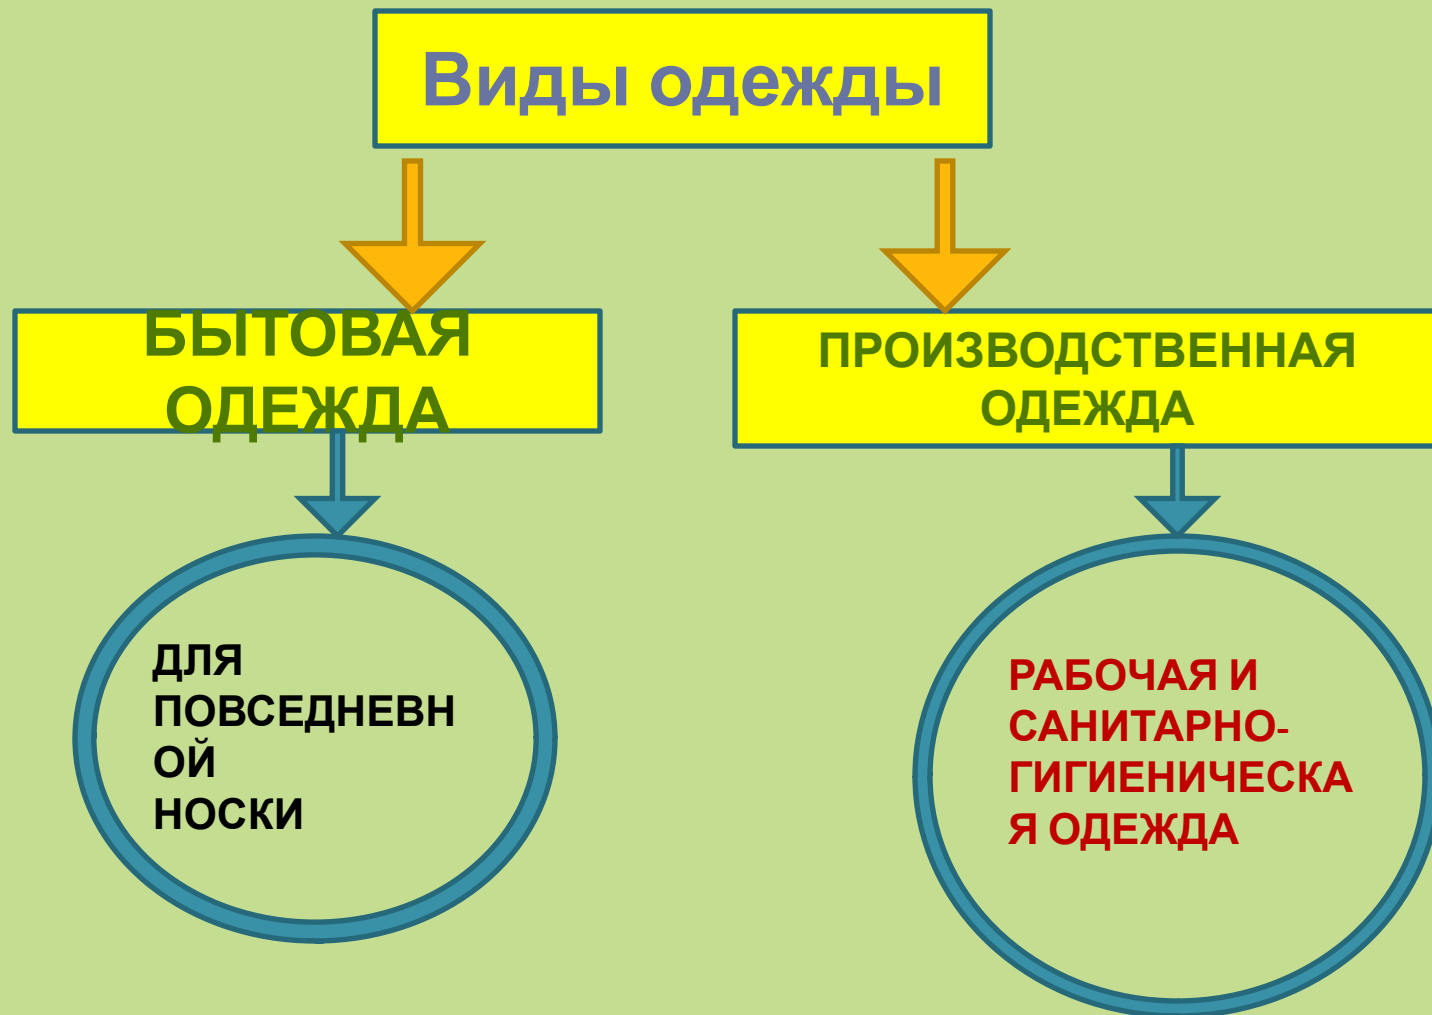 Виды одежды
БЫТОВАЯ
ОДЕЖДА
ПРОИЗВОДСТВЕННАЯ
ОДЕЖДА
ДЛЯ
ПОВСЕДНЕВН
ОЙ
НОСКИ
РАБОЧАЯ И
САНИТАРНО-
ГИГИЕНИЧЕСКА
Я ОДЕЖДА